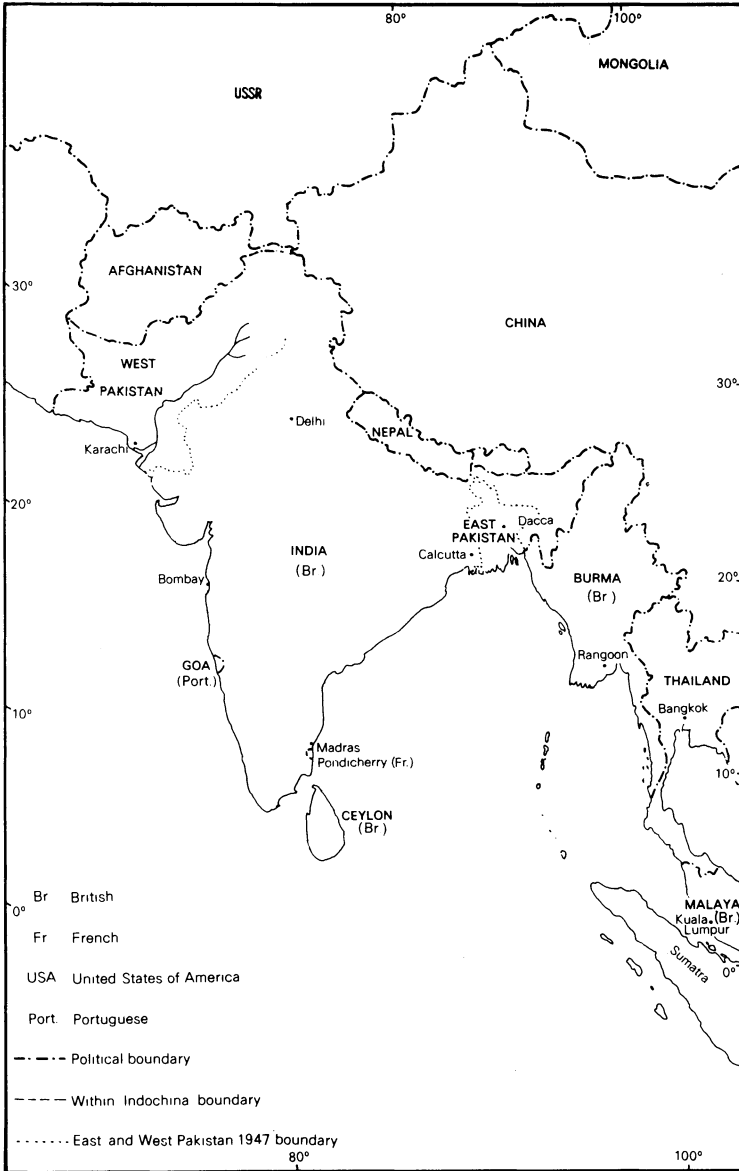 80°
100°
MONGOLIA
USSR
AFGHANISTAN
30°
CHINA
WEST
PAKISTAN
30°
Delhi
NEPAL
Karachi
20°
EAST
PAKISTAN
Dacca
INDIA
(Br)
Calcutta
BURMA
(Br)
20°
Bombay
Rangoon
GOA
(Port.)
THAILAND
Bangkok
10°
Madras
Pondicherry (Fr.)
10°
CEYLON
(Br)
Br British
0°
MALAYA
Kuala (Br.)
Lumpur
Fr French
Sumatra
0°
USA United States of America
Port. Portuguese
Political boundary
Within Indochina boundary
East and West Pakistan 1947 boundary
80°
100°